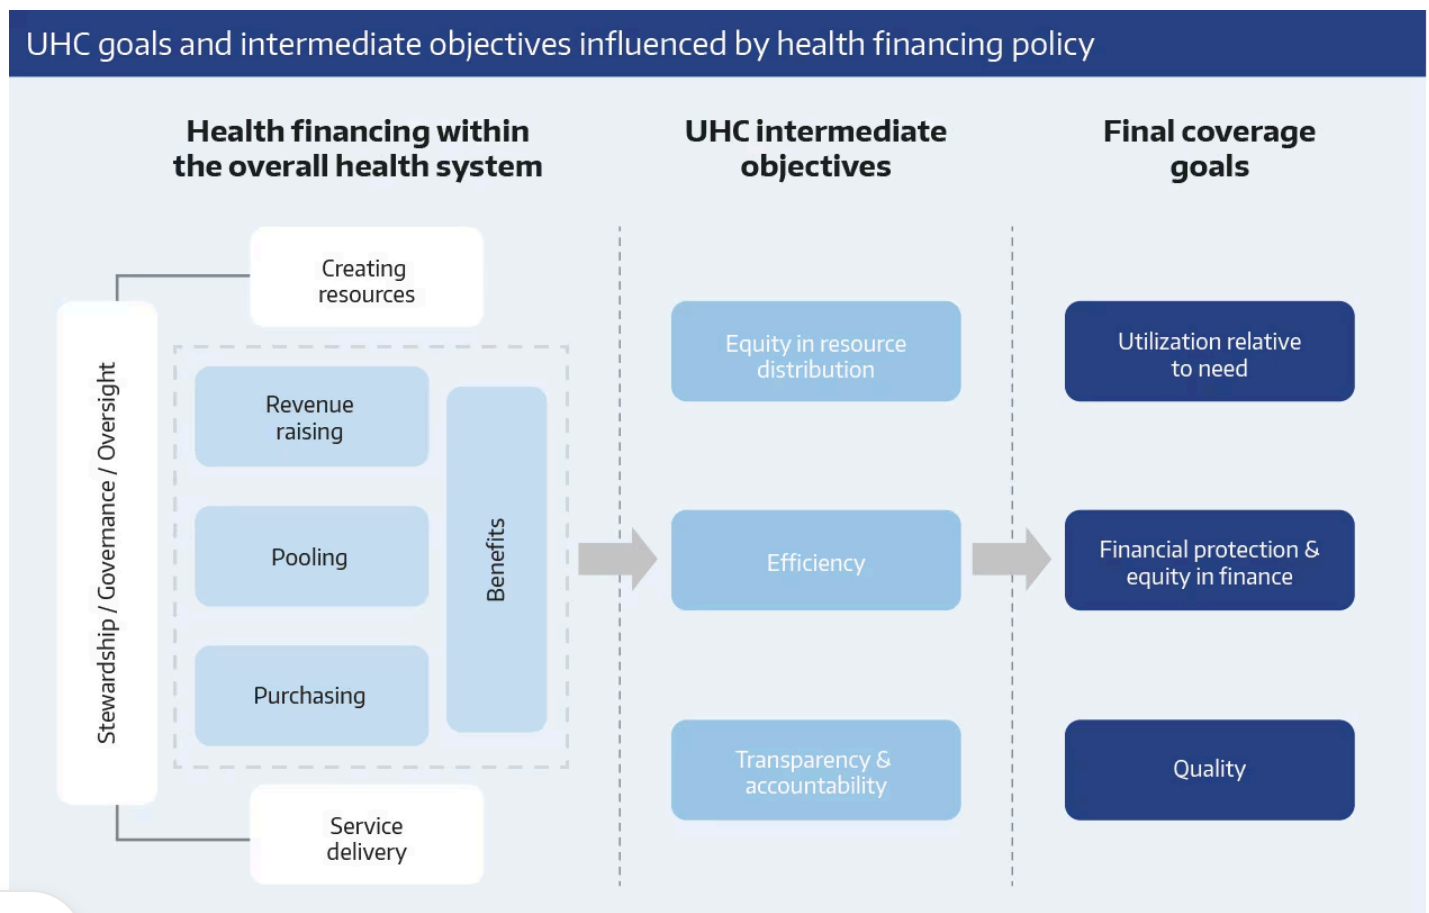 UHC goals and intermediate objectives influenced by health financing policy
Health financing within
the overall health system
UHC intermediate
objectives
Final coverage
goals
Stewardship / Governance / Oversight
Creating
resources
Revenue
raising
Pooling
Purchasing
Benefits
Service
delivery
Equity in resource
distribution
Efficiency
Transparency &
accountability
Utilization relative
to need
Financial protection &
equity in finance
Quality